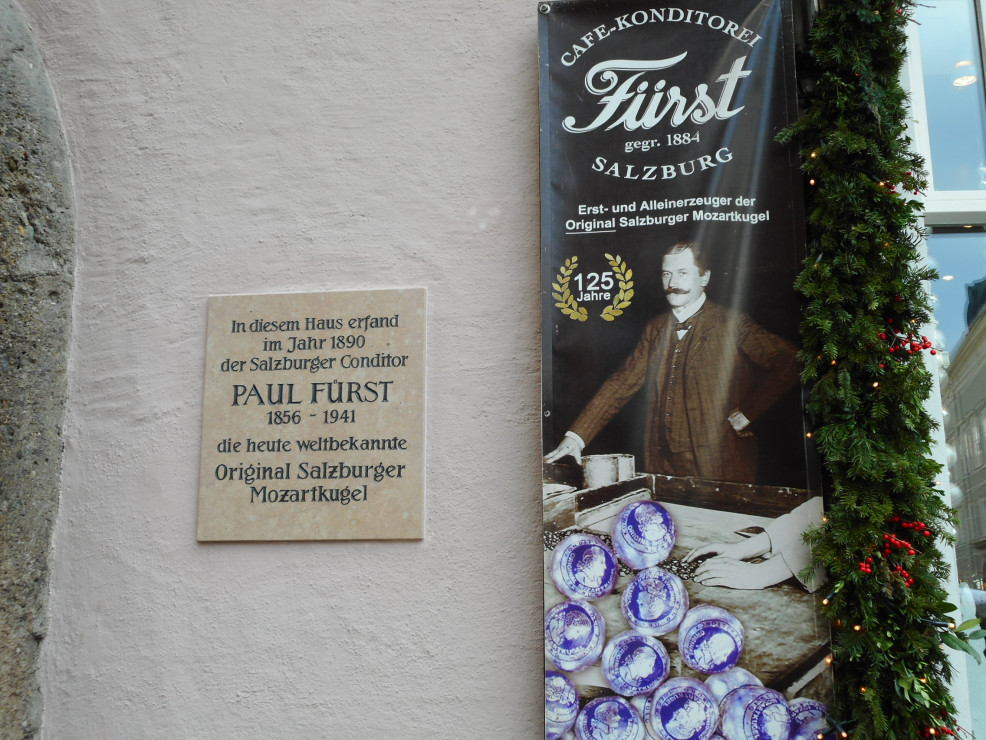 In diesem Haus erfand
im Jahr 1890
der Salzburger Conditor
PAUL FÜRST
1856 - 1941
die heute weltbekannte
Original Salzburger
Mozartkugel
CAFE-KONDITOREI
Fürst
gegr. 1884
SALZBURG
Erst- und Alleinerzeuger der
Original Salzburger Mozartkugel
125
Jahre